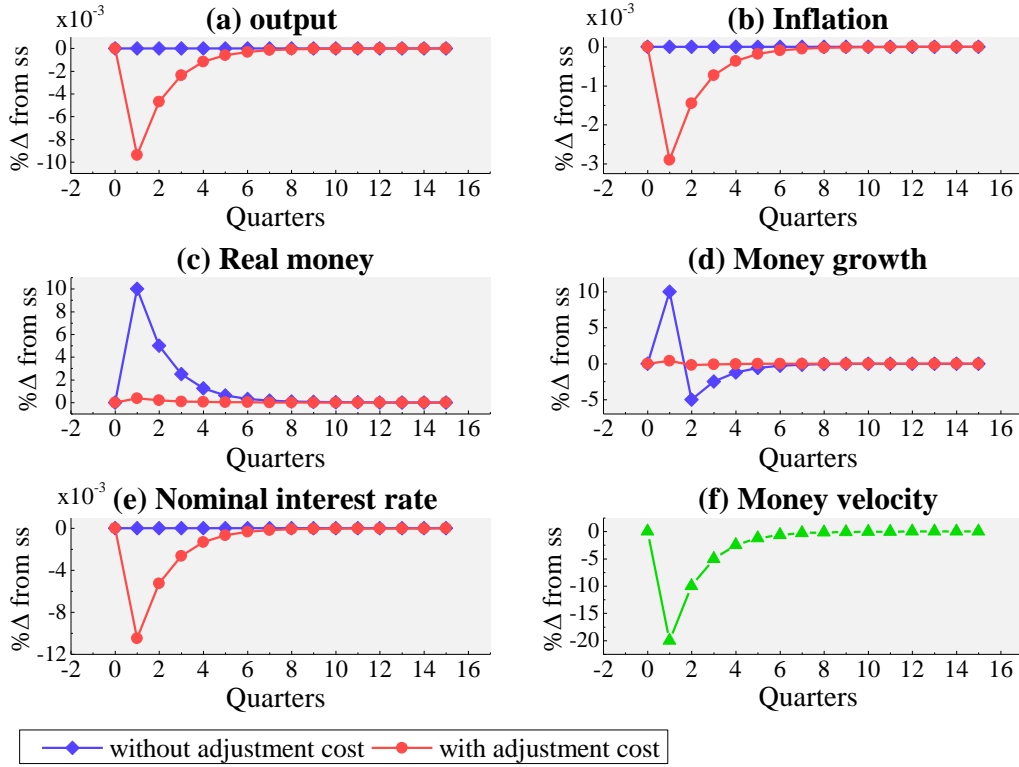 x10⁻³ (a) output
0
-2
-4
-6
-8
-10
%Δ from ss
-2 0 2 4 6 8 10 12 14 16
Quarters
x10⁻³ (b) Inflation
0
-1
-2
-3
%Δ from ss
-2 0 2 4 6 8 10 12 14 16
Quarters
(c) Real money
10
8
6
4
2
0
%Δ from ss
-2 0 2 4 6 8 10 12 14 16
Quarters
(d) Money growth
10
5
0
-5
%Δ from ss
-2 0 2 4 6 8 10 12 14 16
Quarters
x10⁻³ (e) Nominal interest rate
0
-4
-8
-12
%Δ from ss
-2 0 2 4 6 8 10 12 14 16
Quarters
(f) Money velocity
0
-5
-10
-15
-20
%Δ from ss
-2 0 2 4 6 8 10 12 14 16
Quarters
without adjustment cost with adjustment cost